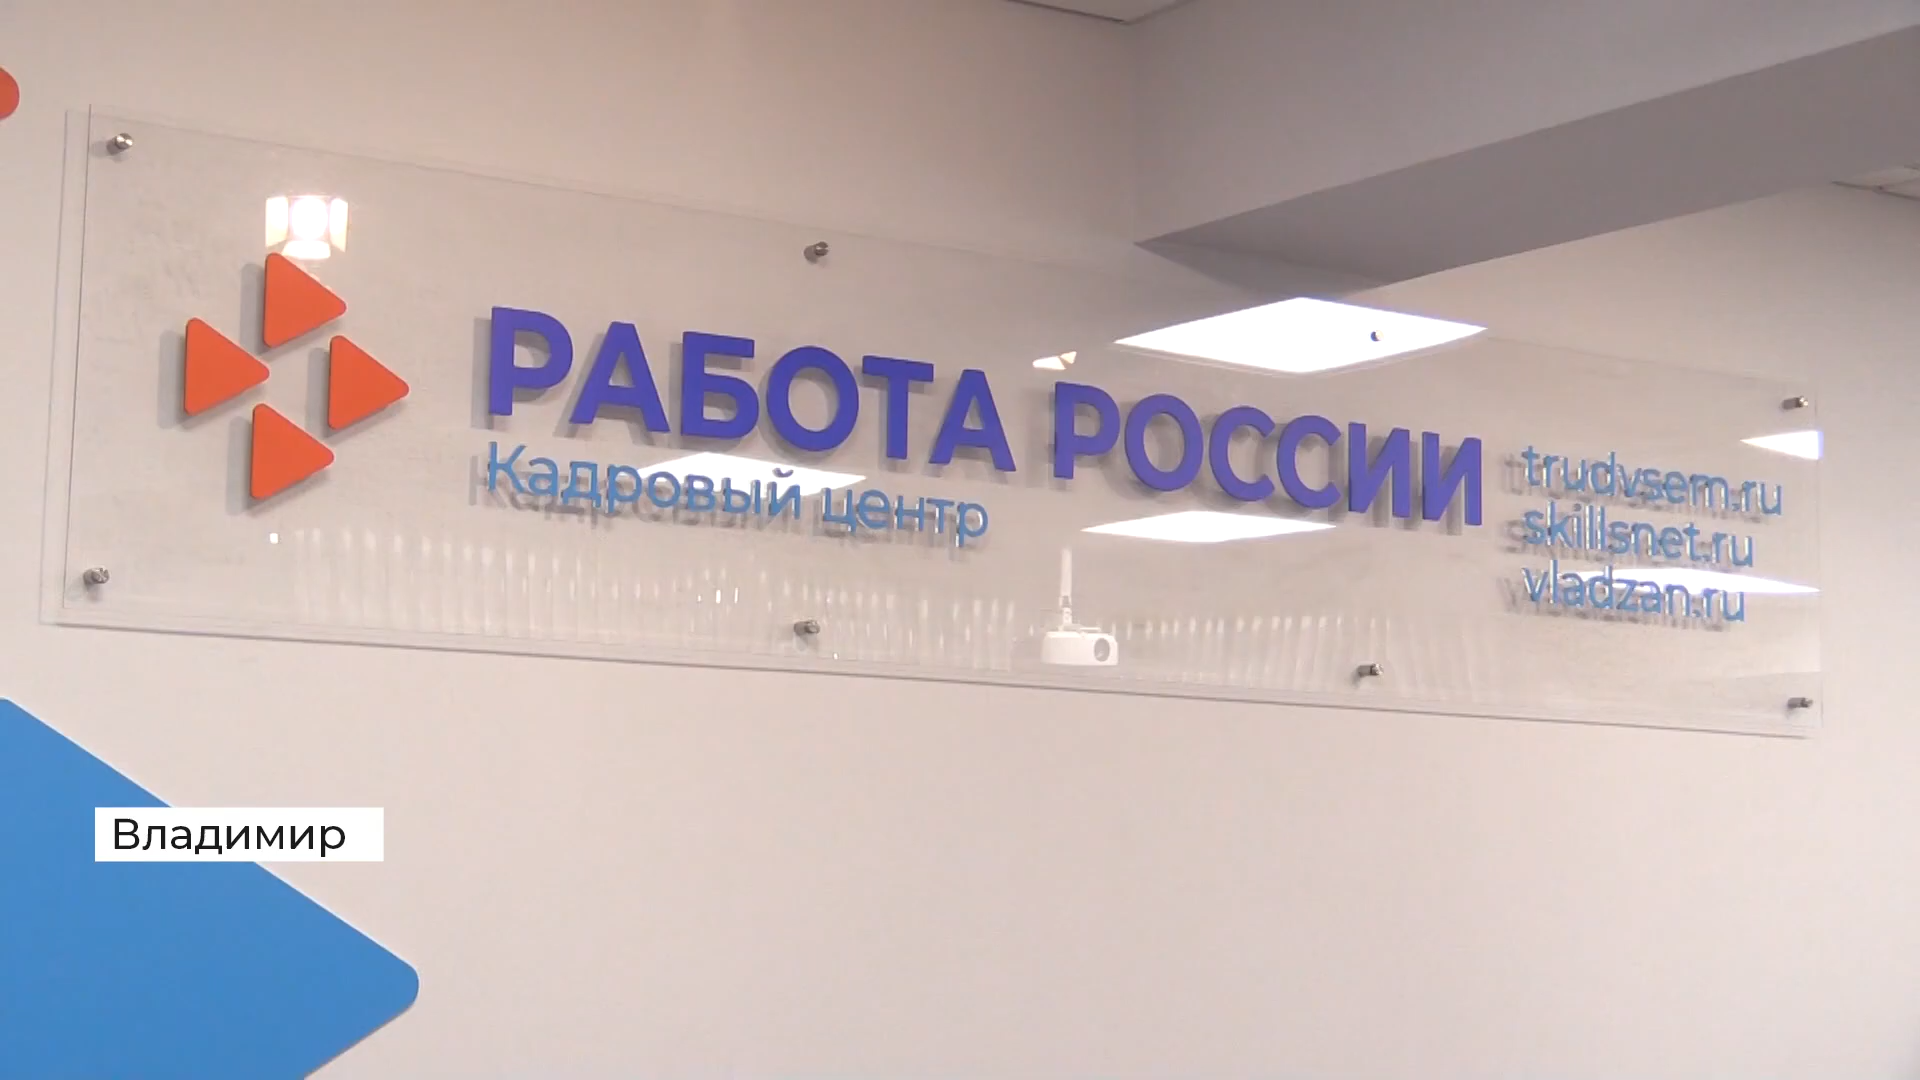 РАБОТА РОССИИ
Кадровый центр
trudvsem.ru
skillsnet.ru
vladzan.ru
Владимир